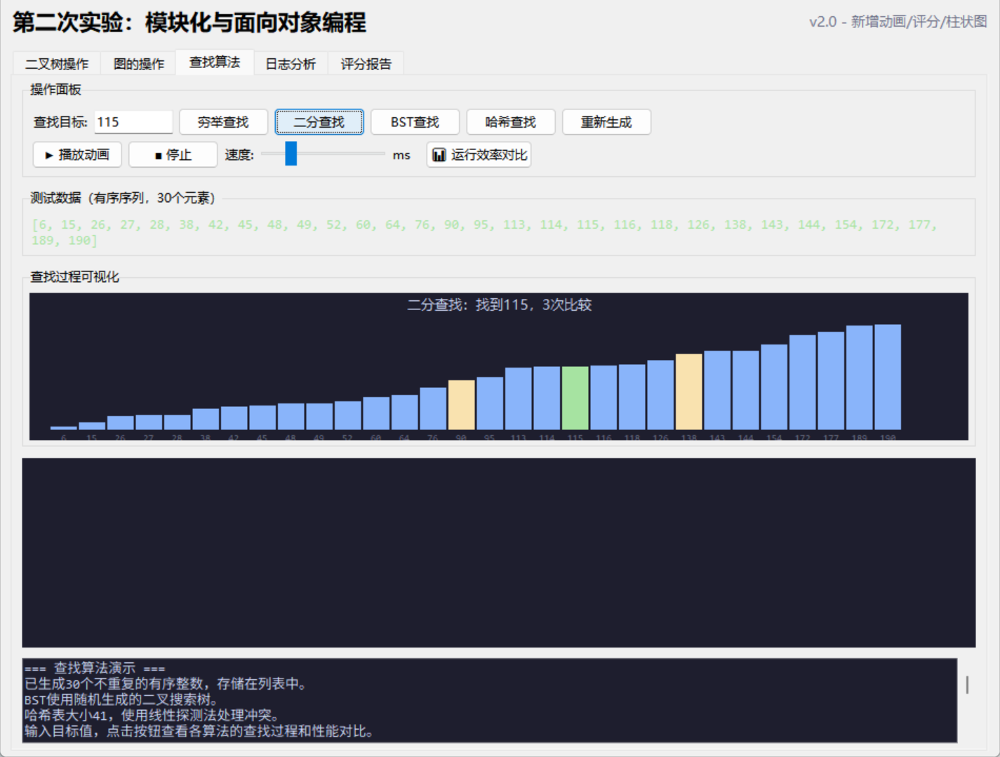 第二次实验：模块化与面向对象编程
v2.0 - 新增动画/评分/柱状图
二叉树操作 图的操作 查找算法 日志分析 评分报告
操作面板
查找目标: 115 穷举查找 二分查找 BST查找 哈希查找 重新生成
▶ 播放动画 ■ 停止 速度: ms 运行效率对比
测试数据（有序序列，30个元素）
[6, 15, 26, 27, 28, 38, 42, 45, 48, 49, 52, 60, 64, 76, 90, 95, 113, 114, 115, 116, 118, 126, 138, 143, 144, 154, 172, 177,
189, 190]
查找过程可视化
二分查找：找到115，3次比较
6 15 26 27 28 38 42 45 48 49 52 60 64 76 90 95 113 114 115 116 118 126 138 143 144 154 172 177 189 190
=== 查找算法演示 ===
已生成30个不重复的有序整数，存储在列表中。
BST使用随机生成的二叉搜索树。
哈希表大小41，使用线性探测法处理冲突。
输入目标值，点击按钮查看各算法的查找过程和性能对比。